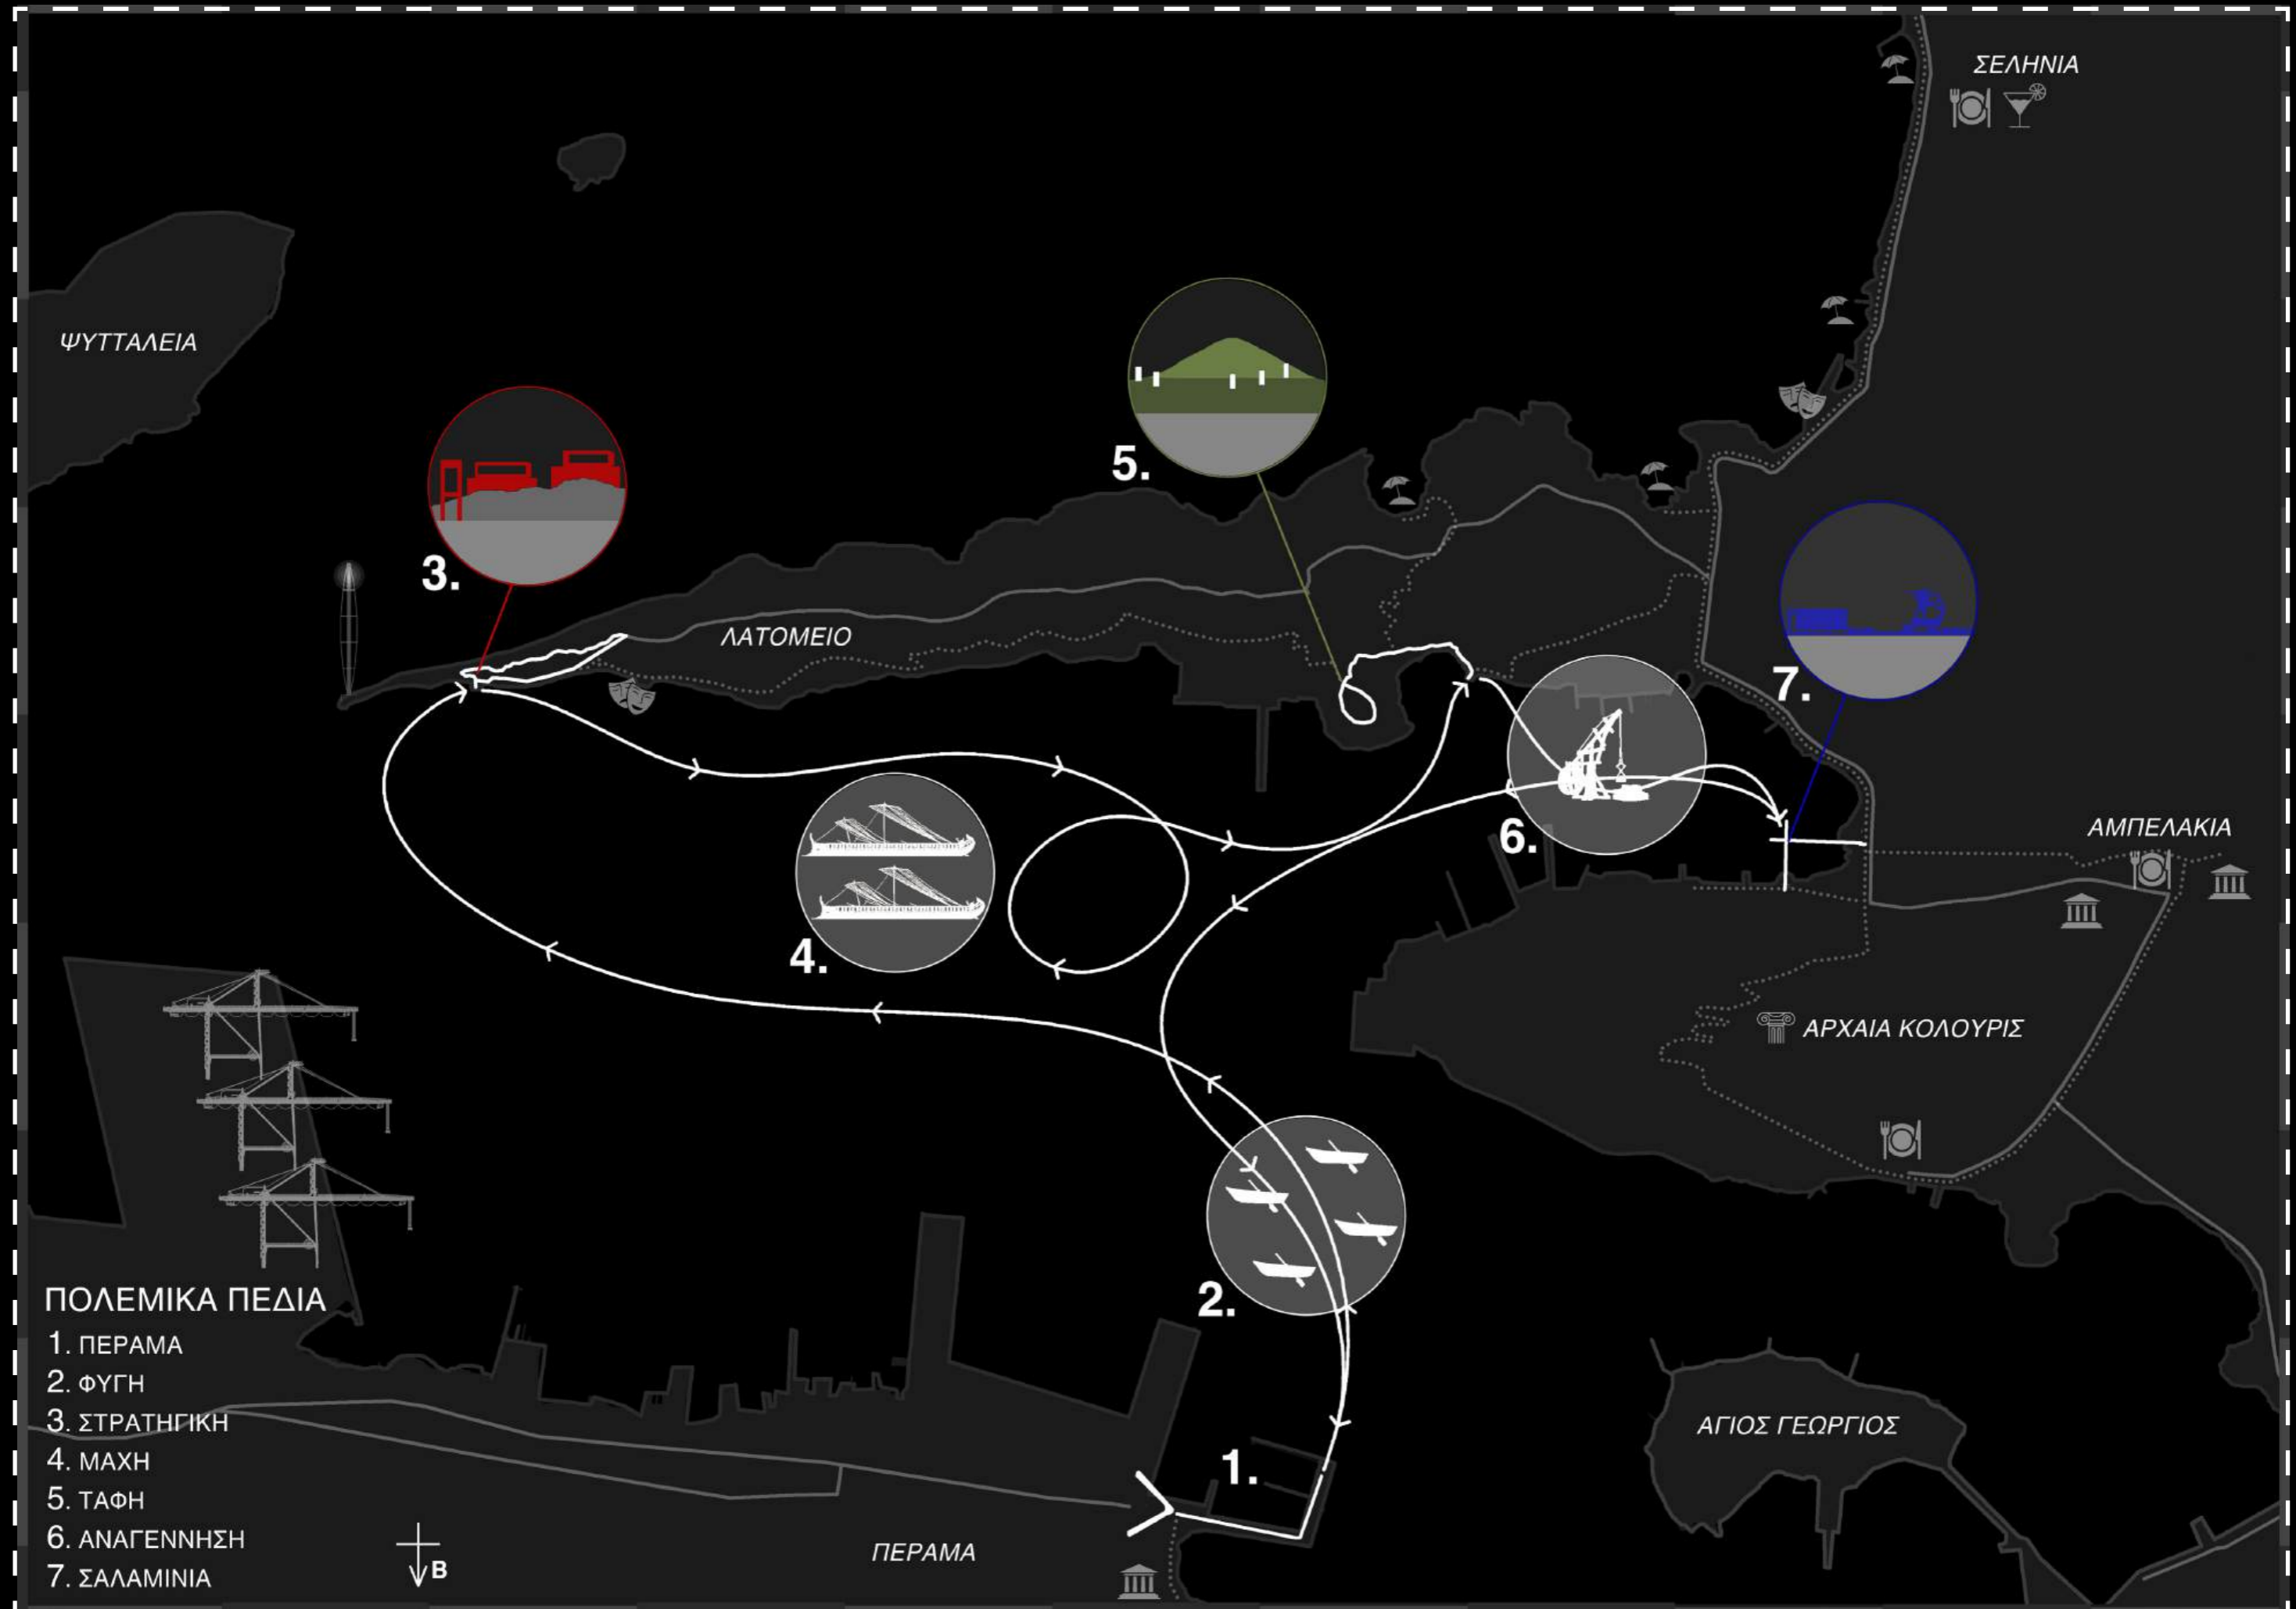 ΣΕΛΗΝΙΑ
ΨΥΤΤΑΛΕΙΑ
5.
3.
ΛΑΤΟΜΕΙΟ
7.
6.
ΑΜΠΕΛΑΚΙΑ
4.
ΑΡΧΑΙΑ ΚΟΛΟΥΡΙΣ
2.
ΑΓΙΟΣ ΓΕΩΡΓΙΟΣ
1.
ΠΕΡΑΜΑ
ΠΟΛΕΜΙΚΑ ΠΕΔΙΑ
1. ΠΕΡΑΜΑ
2. ΦΥΓΗ
3. ΣΤΡΑΤΗΓΙΚΗ
4. ΜΑΧΗ
5. ΤΑΦΗ
6. ΑΝΑΓΕΝΝΗΣΗ
7. ΣΑΛΑΜΙΝΙΑ
Β